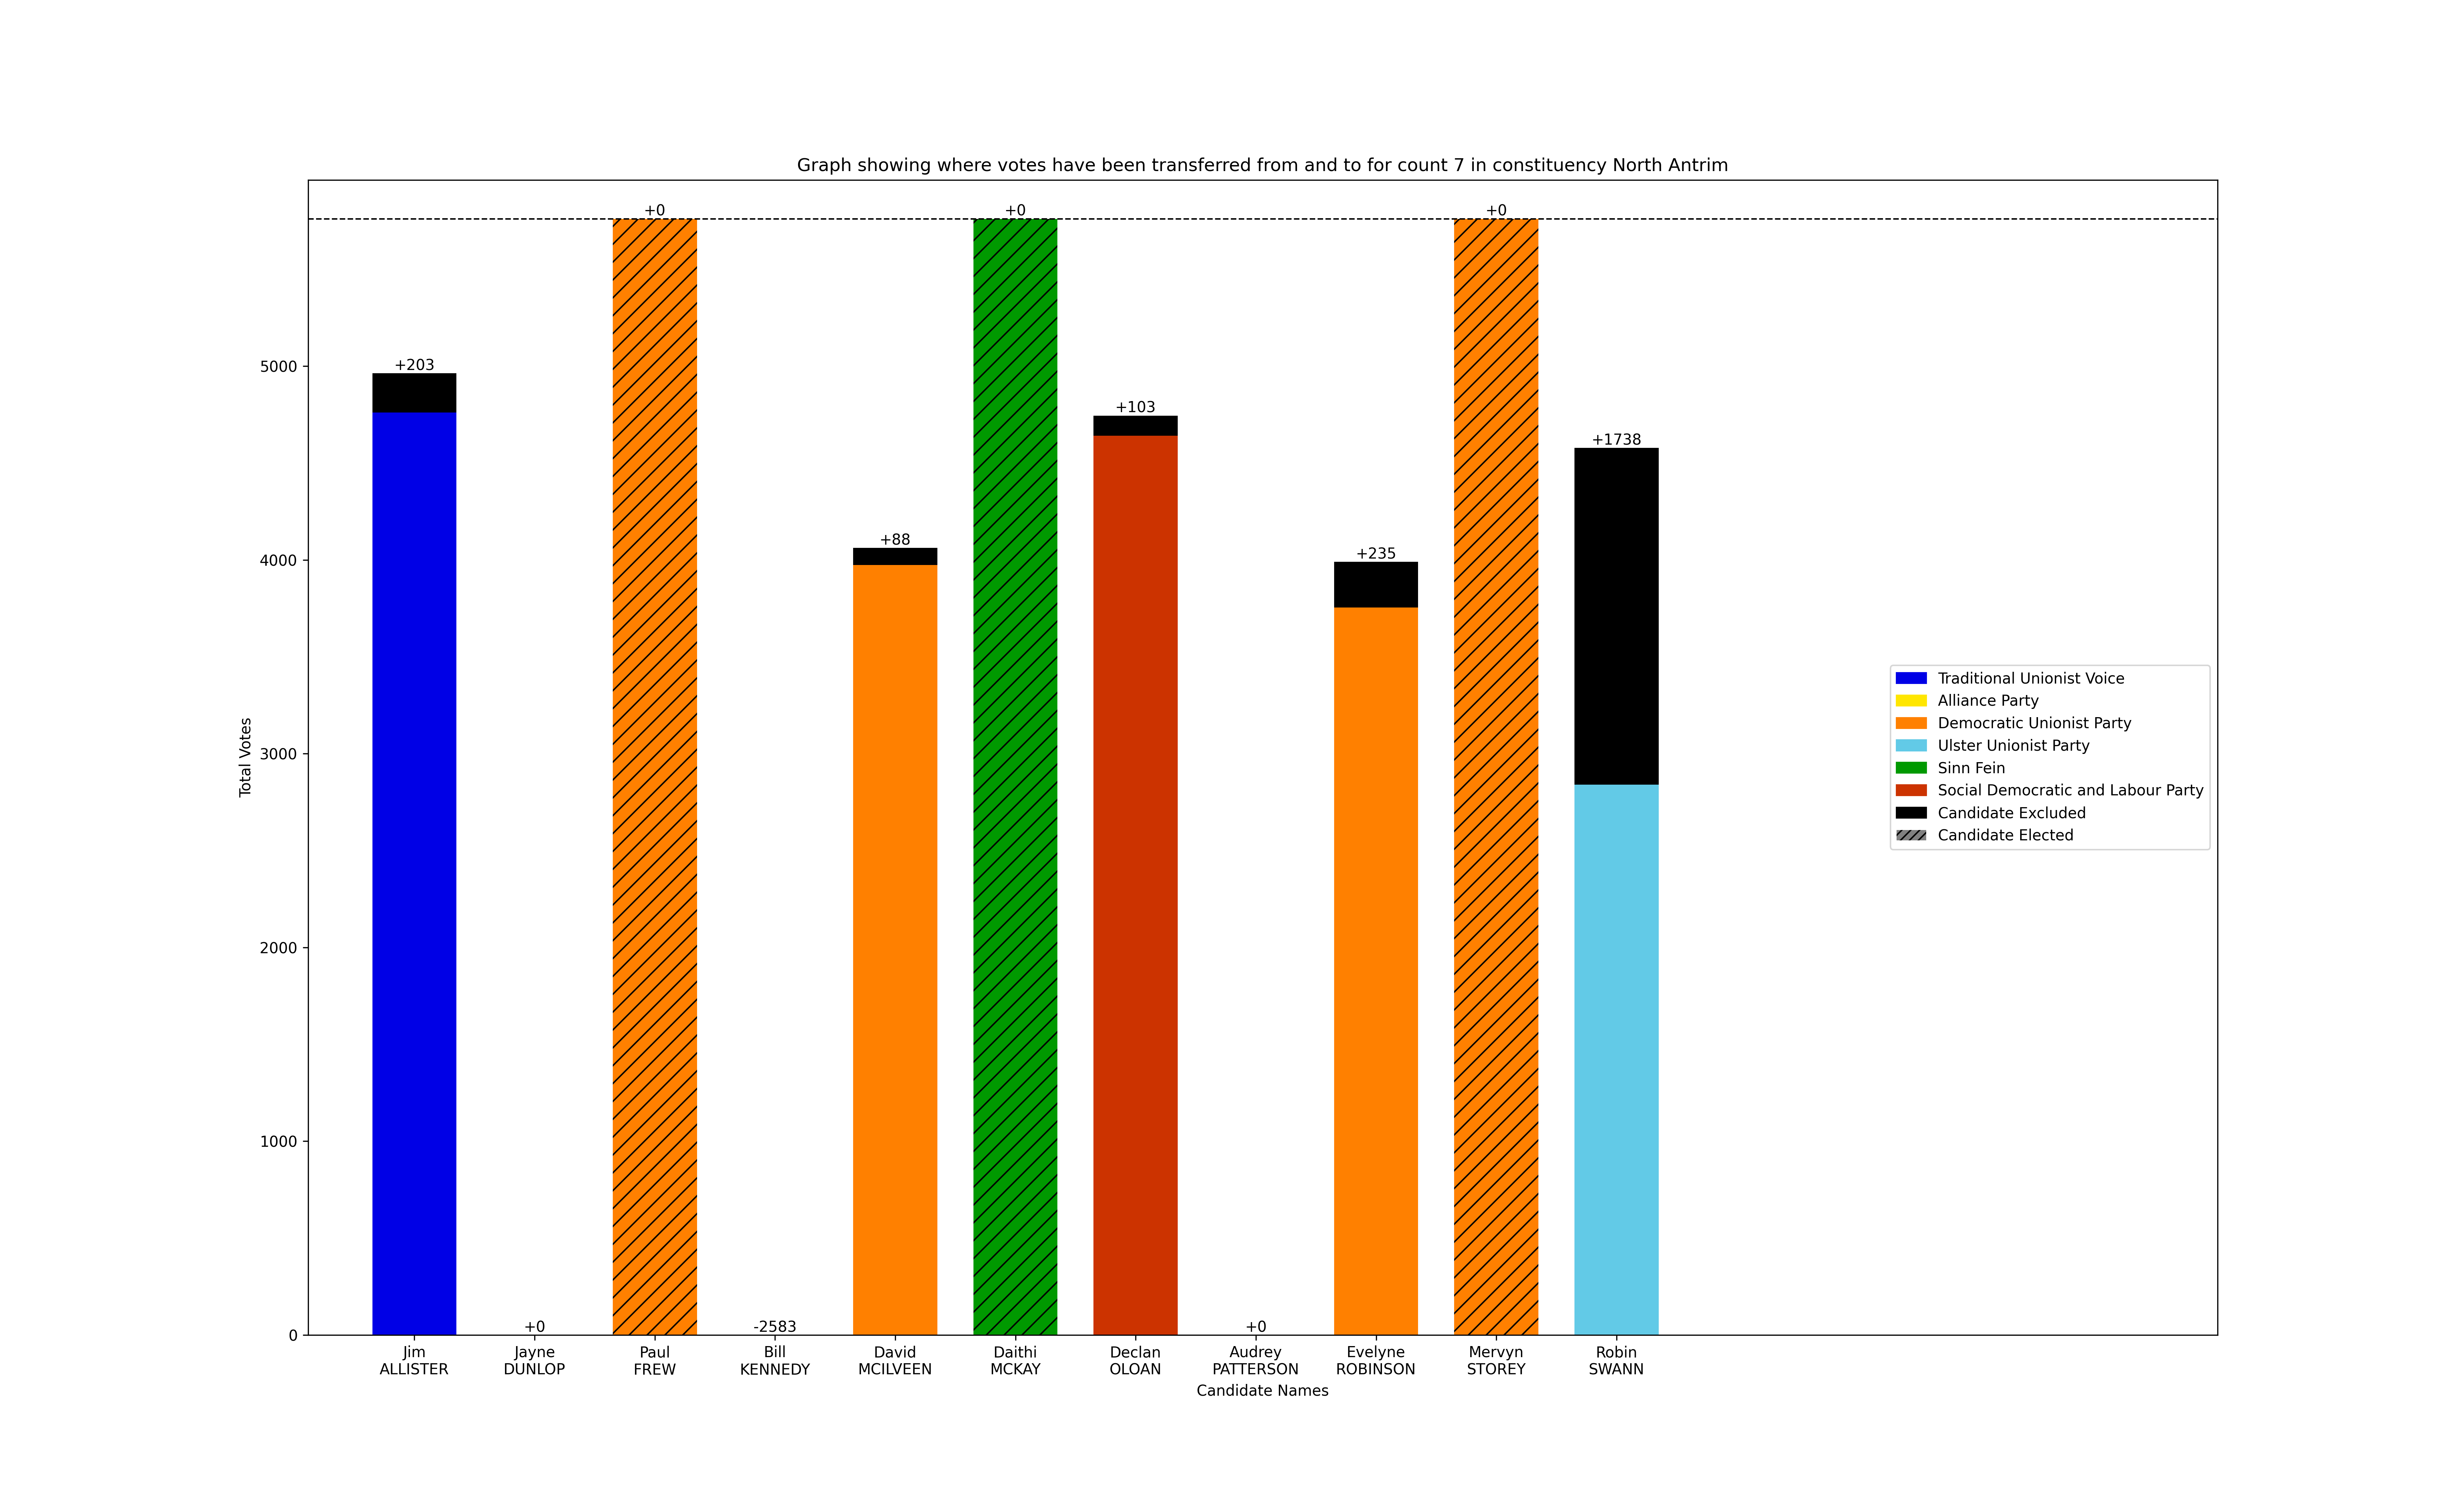 Graph showing where votes have been transferred from and to for count 7 in constituency North Antrim
+0
+0
+0
+203
+103
+1738
+88
+235
+0
-2583
+0
Total Votes
5000
4000
3000
2000
1000
0
Traditional Unionist Voice
Alliance Party
Democratic Unionist Party
Ulster Unionist Party
Sinn Fein
Social Democratic and Labour Party
Candidate Excluded
Candidate Elected
Jim
ALLISTER
Jayne
DUNLOP
Paul
FREW
Bill
KENNEDY
David
MCILVEEN
Daithi
MCKAY
Declan
OLOAN
Audrey
PATTERSON
Evelyne
ROBINSON
Mervyn
STOREY
Robin
SWANN
Candidate Names